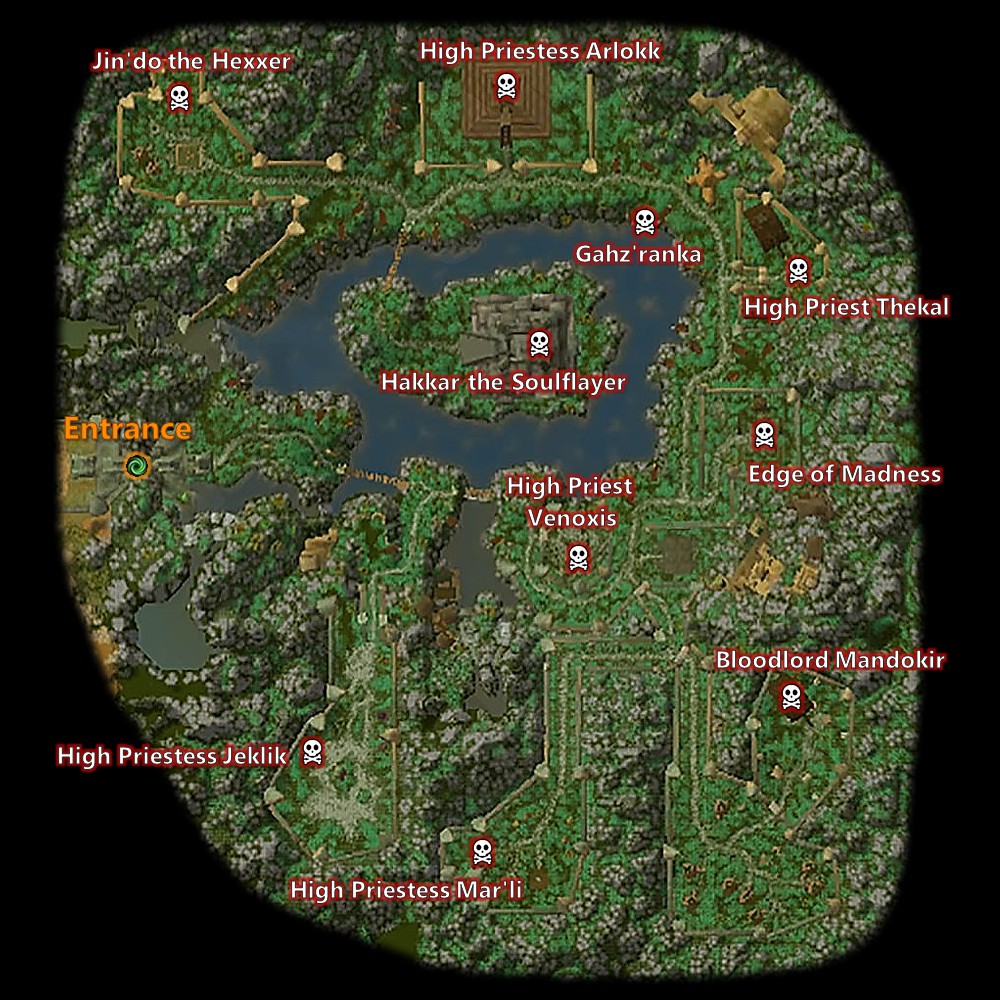 Jin'do the Hexxer
High Priestess Arlokk
Gahz'ranka
High Priest Thekal
Hakkar the Soulflayer
Entrance
Edge of Madness
High Priest
Venoxis
Bloodlord Mandokir
High Priestess Jeklik
High Priestess Mar'li